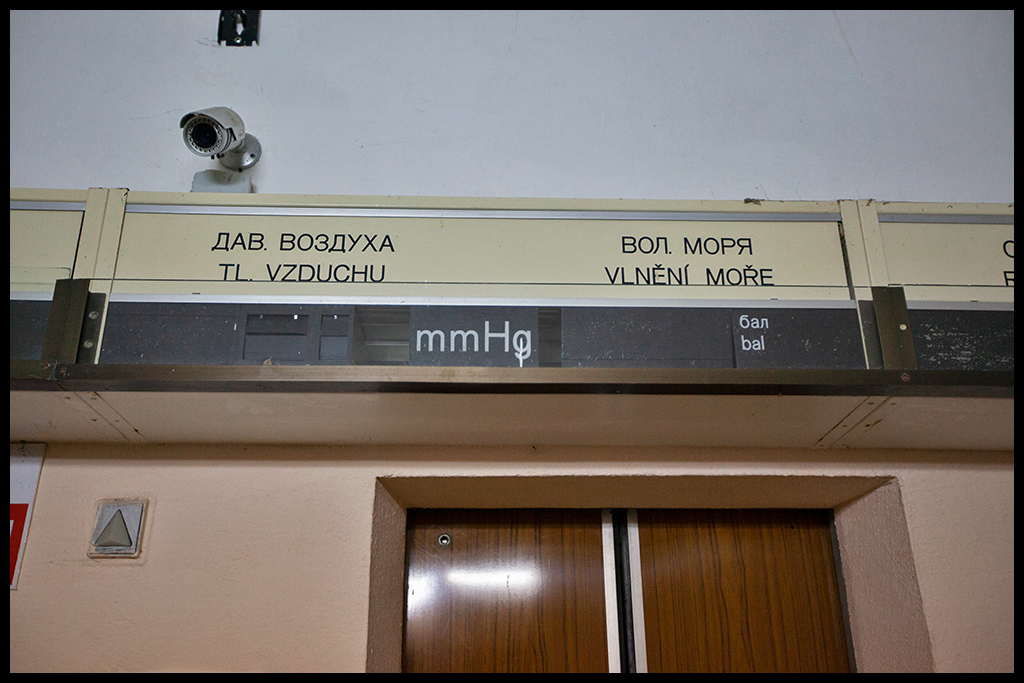 ДАВ. ВОЗДУХА
TL. VZDUCHU
ВОЛ. МОРЯ
VLNĚNÍ MOŘE
mmHg
бал
bal